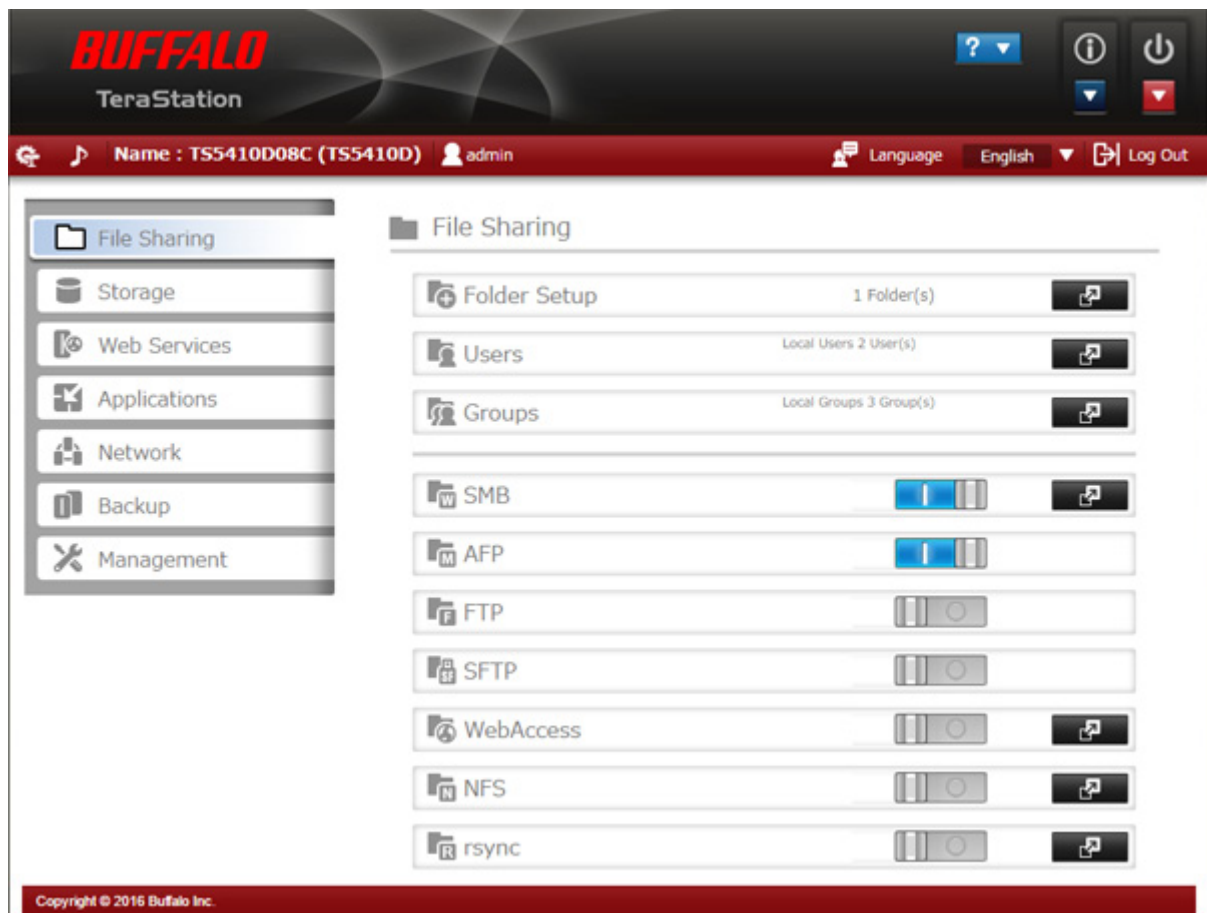 BUFFALO
TeraStation
?
Name : TS5410D08C (TS5410D)
admin
Language
English
Log Out
File Sharing
Storage
Web Services
Applications
Network
Backup
Management
File Sharing
Folder Setup
1 Folder(s)
Users
Local Users 2 User(s)
Groups
Local Groups 3 Group(s)
SMB
AFP
FTP
SFTP
WebAccess
NFS
rsync
Copyright © 2016 Buffalo Inc.